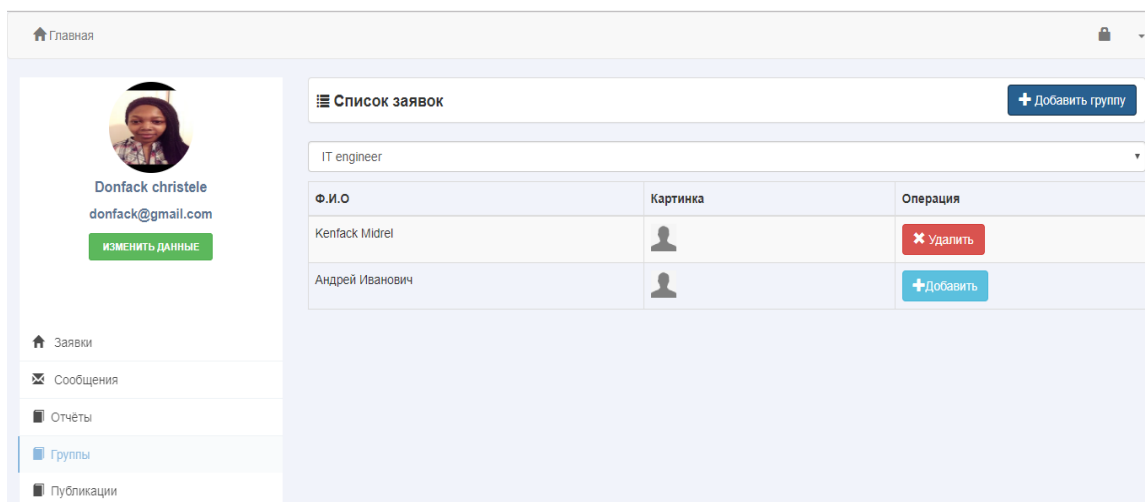 Главная
Список заявок
Добавить группу
IT engineer
Donfack christele
donfack@gmail.com
ИЗМЕНИТЬ ДАННЫЕ
Ф.И.О Картинка Операция
Kenfack Midrel Удалить
Андрей Иванович Добавить
Заявки
Сообщения
Отчёты
Группы
Публикации